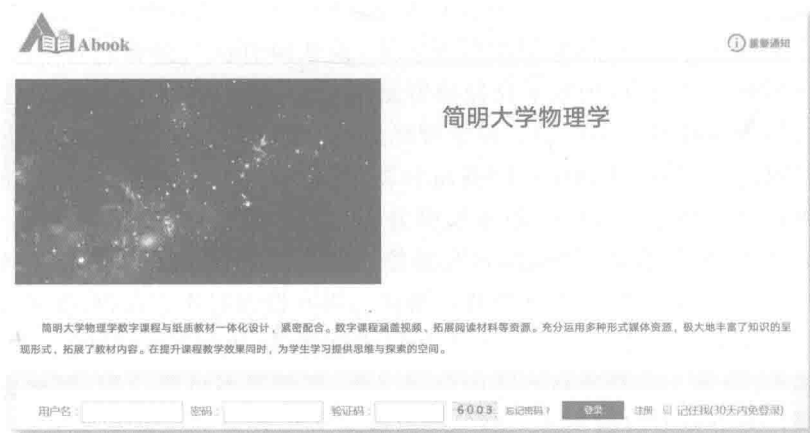 Abook
重要通知
简明大学物理学
简明大学物理学数字课程与纸质教材一体化设计，紧密配合。数字课程涵盖视频、拓展阅读材料等资源。充分运用多种形式媒体资源，极大地丰富了知识的呈
现形式，拓展了教材内容。在提升课程教学效果同时，为学生学习提供思维与探索的空间。
用户名： 密码： 验证码： 6003 忘记密码？ 登录 注册 记住我(30天内免登录)